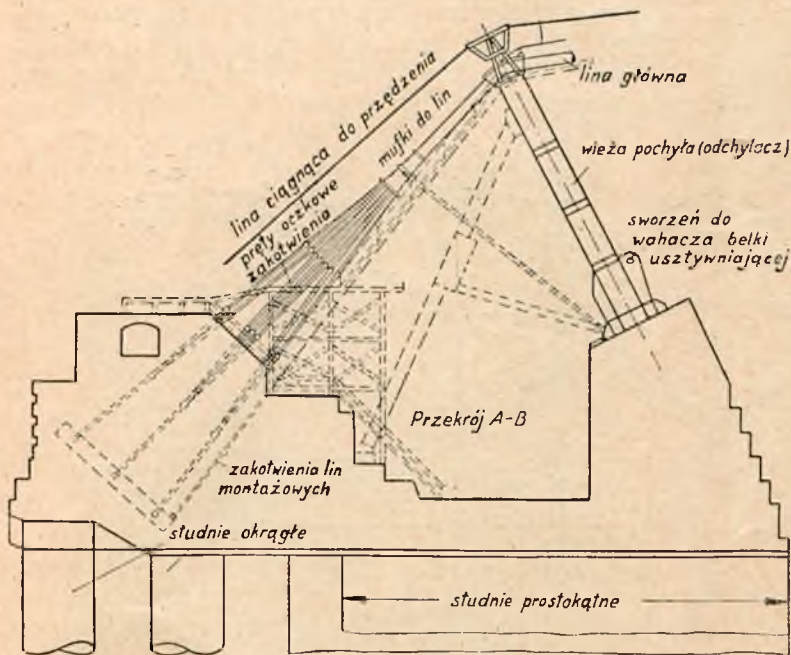 lina główna
lina ciągnąca do przędzenia
mufki do lin
pręty oczkowe
zakotwienia
wieża pochyła (odchylacz)
sworzeń do
wahacza belki
usztywniającej
Przekrój A-B
zakotwienia lin
montażowych
studnie okrągłe
studnie prostokątne